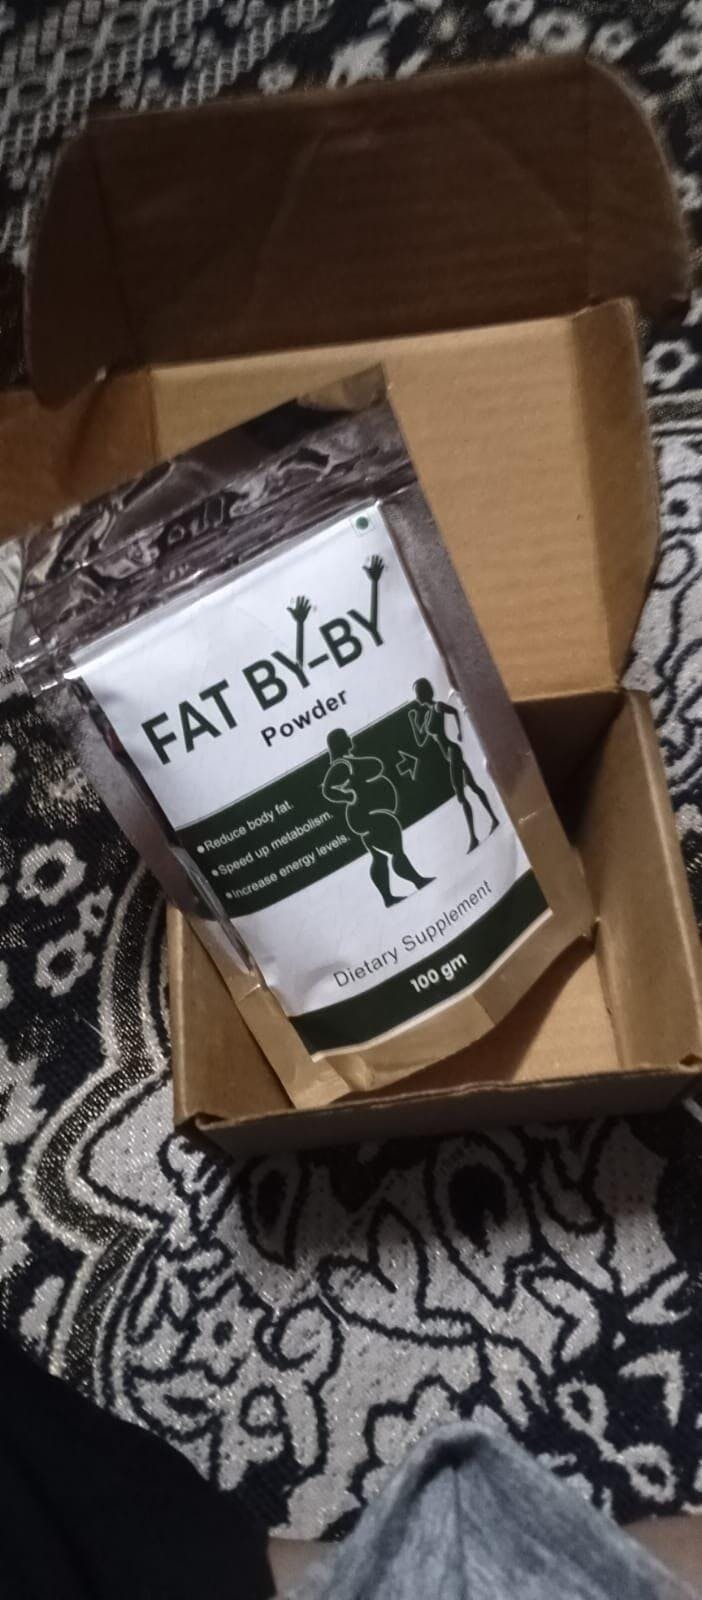 FAT BY-BY
Powder
•Reduce body fat.
•Speed up metabolism.
•Increase energy levels.
Dietary Supplement
100 gm